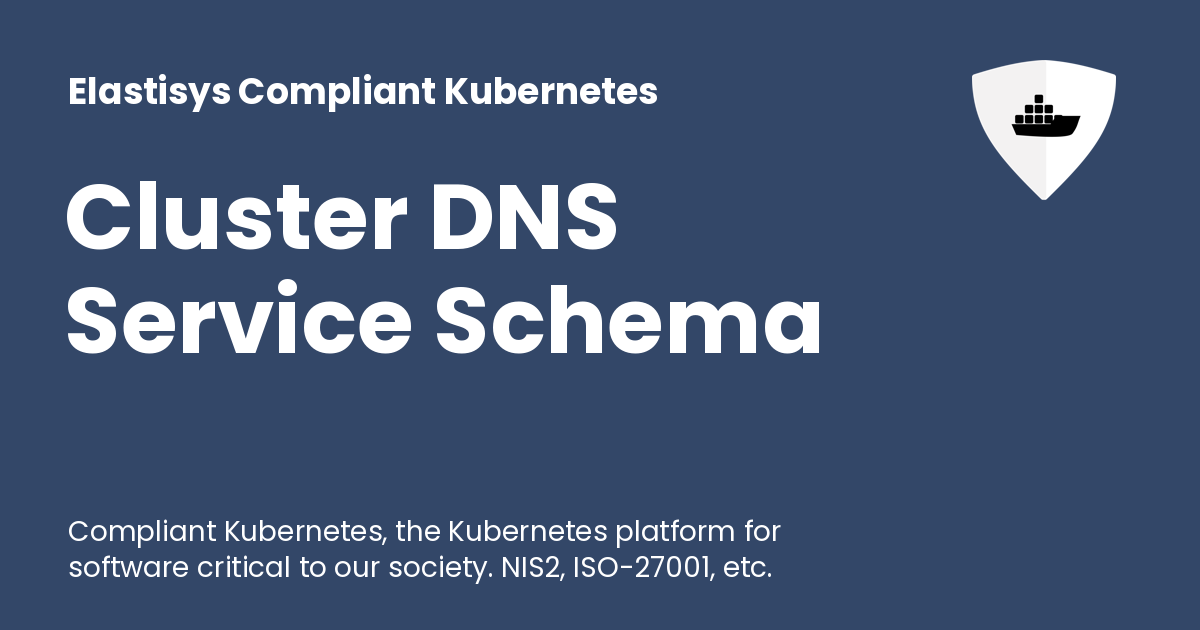 Elastisys Compliant Kubernetes
Cluster DNS
Service Schema
Compliant Kubernetes, the Kubernetes platform for
software critical to our society. NIS2, ISO-27001, etc.